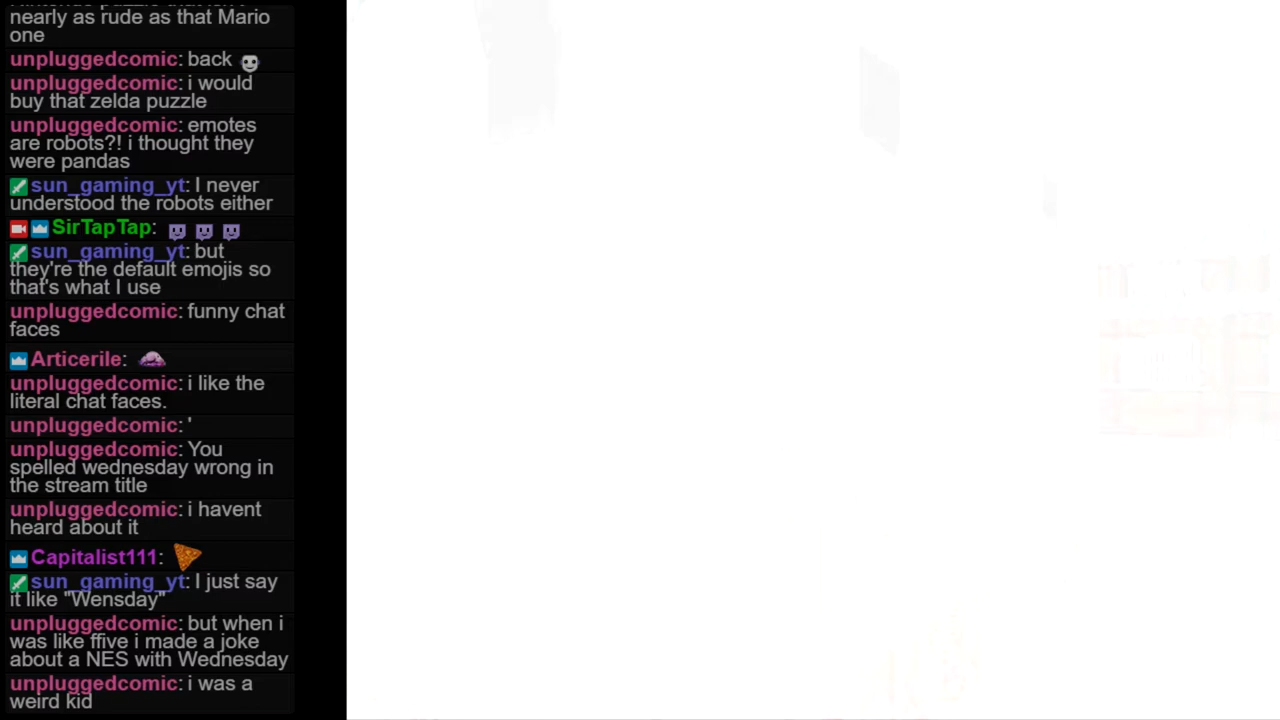 nearly as rude as that Mario
one
unpluggedcomic: back
unpluggedcomic: i would
buy that zelda puzzle
unpluggedcomic: emotes
are robots?! i thought they
were pandas
sun_gaming_yt: I never
understood the robots either
SirTapTap:
sun_gaming_yt: but
they're the default emojis so
that's what I use
unpluggedcomic: funny chat
faces
Articerile:
unpluggedcomic: i like the
literal chat faces.
unpluggedcomic: '
unpluggedcomic: You
spelled wednesday wrong in
the stream title
unpluggedcomic: i havent
heard about it
Capitalist111:
sun_gaming_yt: I just say
it like "Wensday"
unpluggedcomic: but when i
was like ffive i made a joke
about a NES with Wednesday
unpluggedcomic: i was a
weird kid